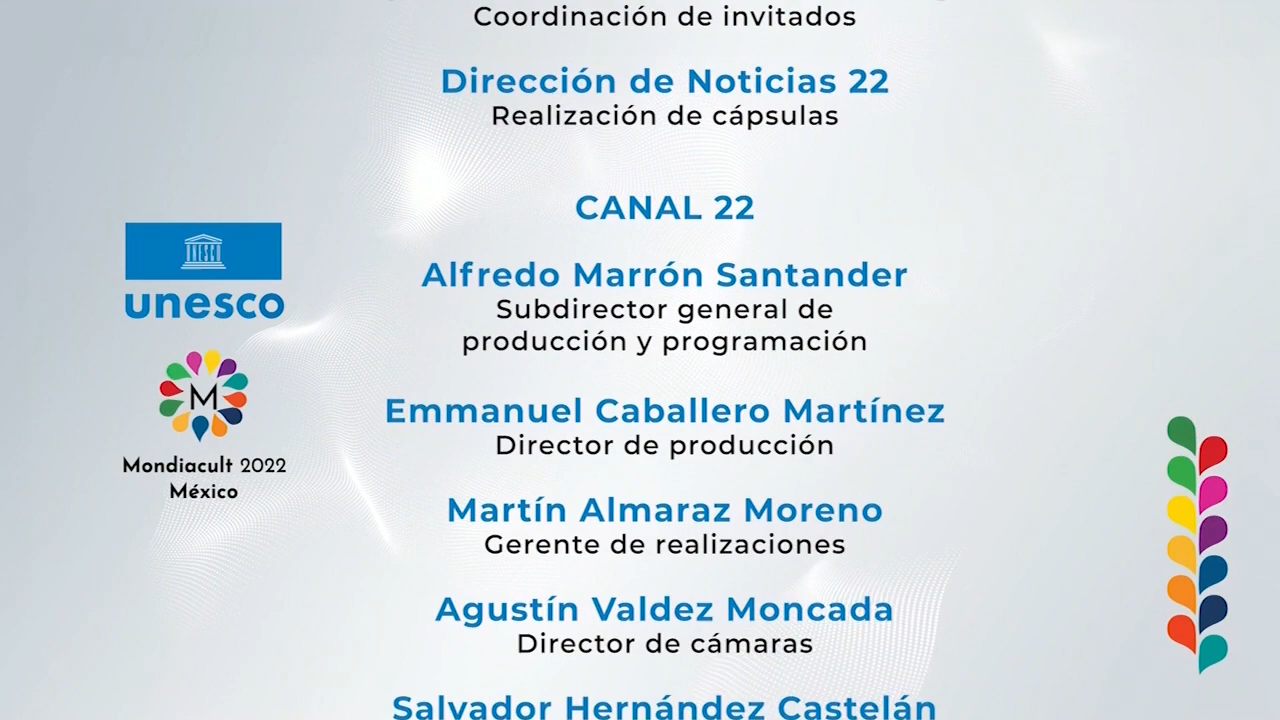 Coordinación de invitados
Dirección de Noticias 22
Realización de cápsulas
CANAL 22
Alfredo Marrón Santander
Subdirector general de
producción y programación
Emmanuel Caballero Martínez
Director de producción
Martín Almaraz Moreno
Gerente de realizaciones
Agustín Valdez Moncada
Director de cámaras
Salvador Hernández Castelán
UNESCO
unesco
M
Mondiacult 2022
México